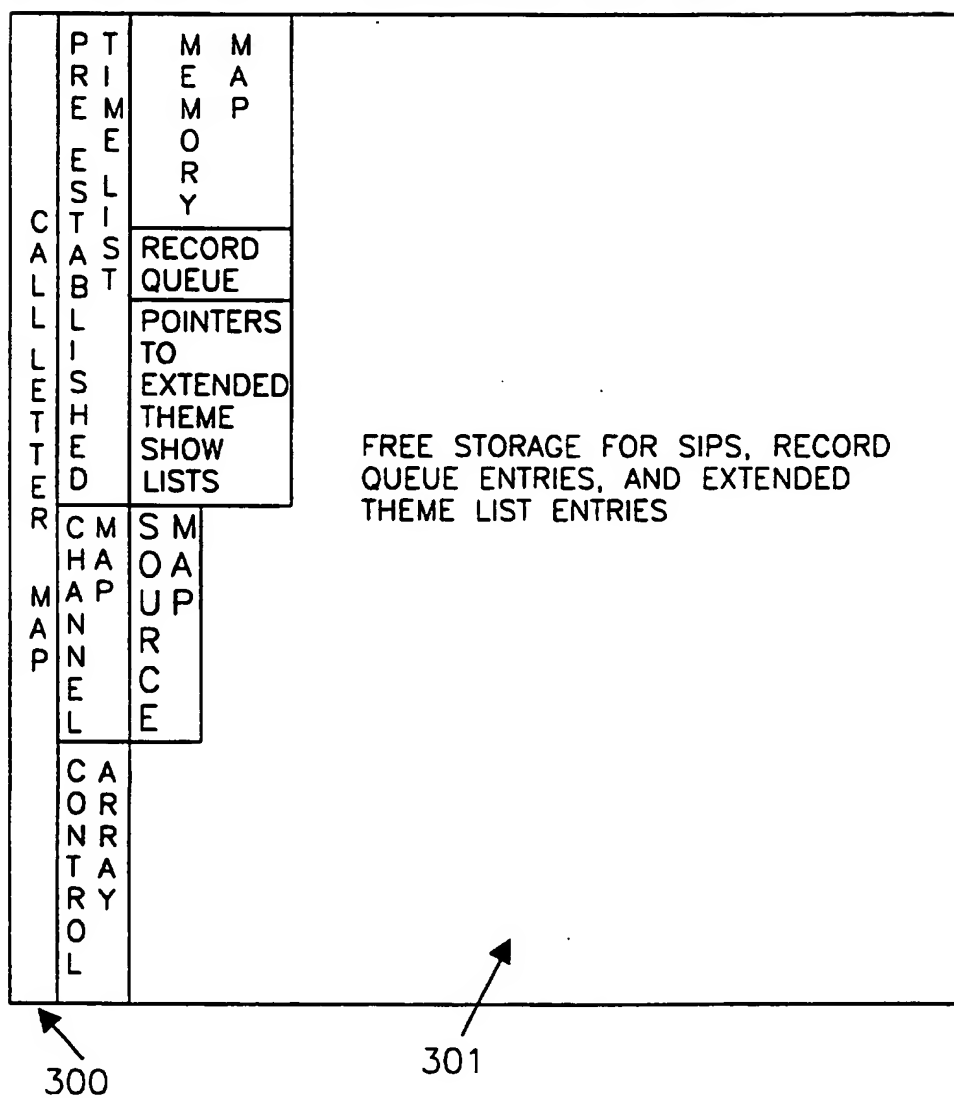 CALL LETTER MAP
PRE ESTABLISHED
TIME LIST
MEMORY
MAP
RECORD
QUEUE
POINTERS
TO
EXTENDED
THEME
SHOW
LISTS
CHANNEL
MAP
SOURCE
MAP
CONTROL
ARRAY
FREE STORAGE FOR SIPS, RECORD
QUEUE ENTRIES, AND EXTENDED
THEME LIST ENTRIES
300
301